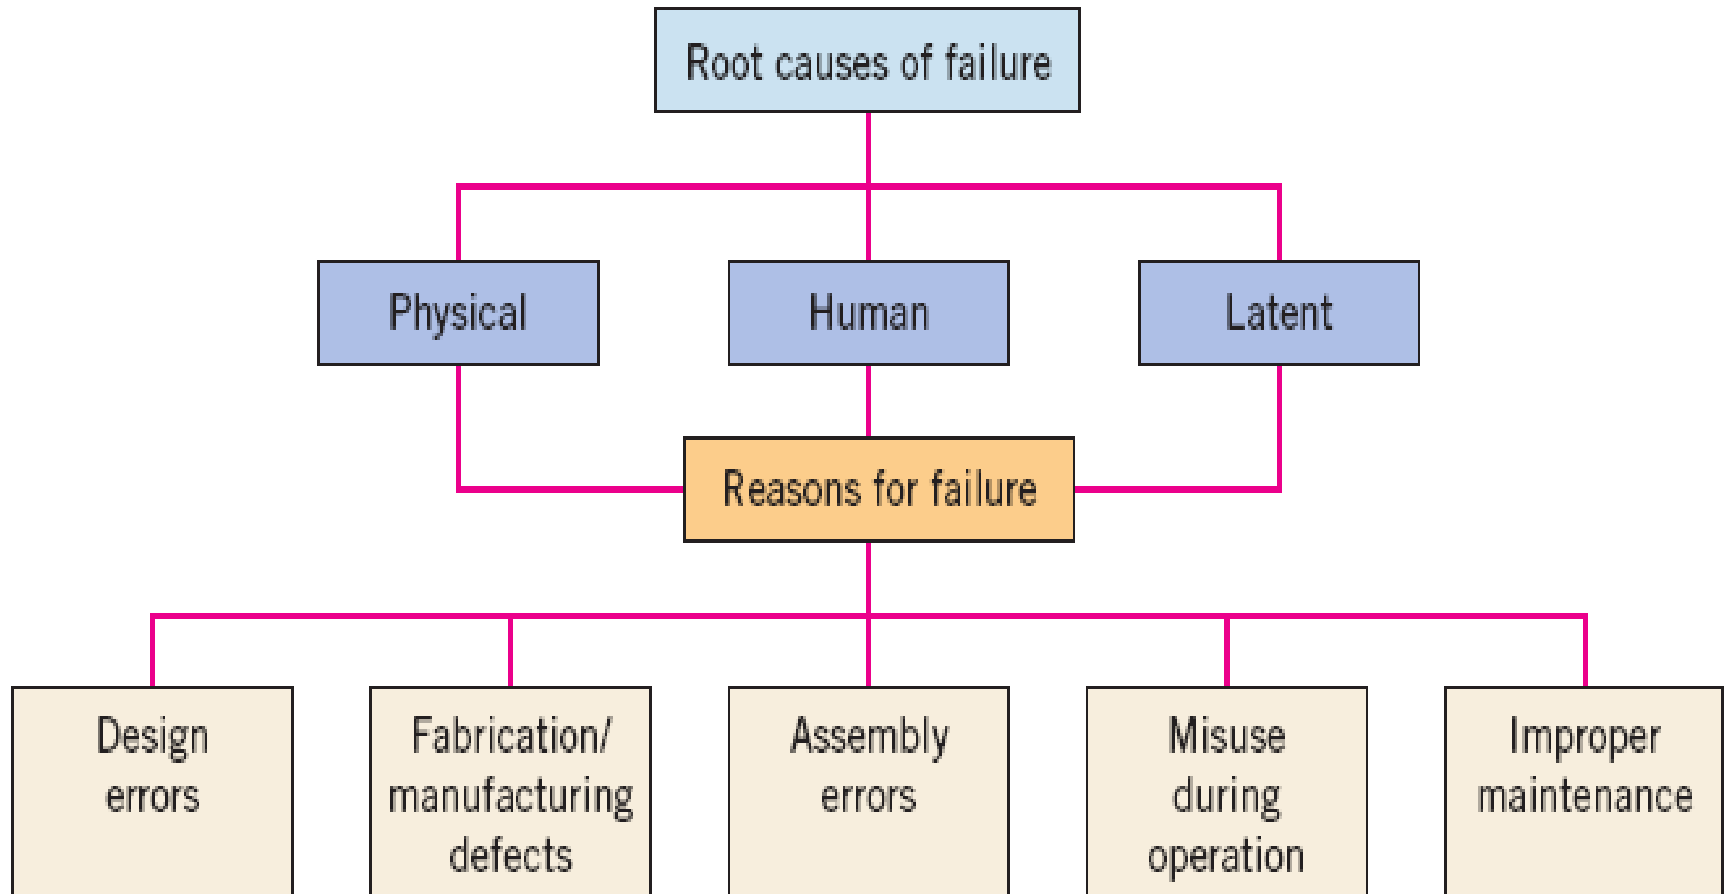 Root causes of failure
Physical
Human
Latent
Reasons for failure
Design
errors
Fabrication/
manufacturing
defects
Assembly
errors
Misuse
during
operation
Improper
maintenance